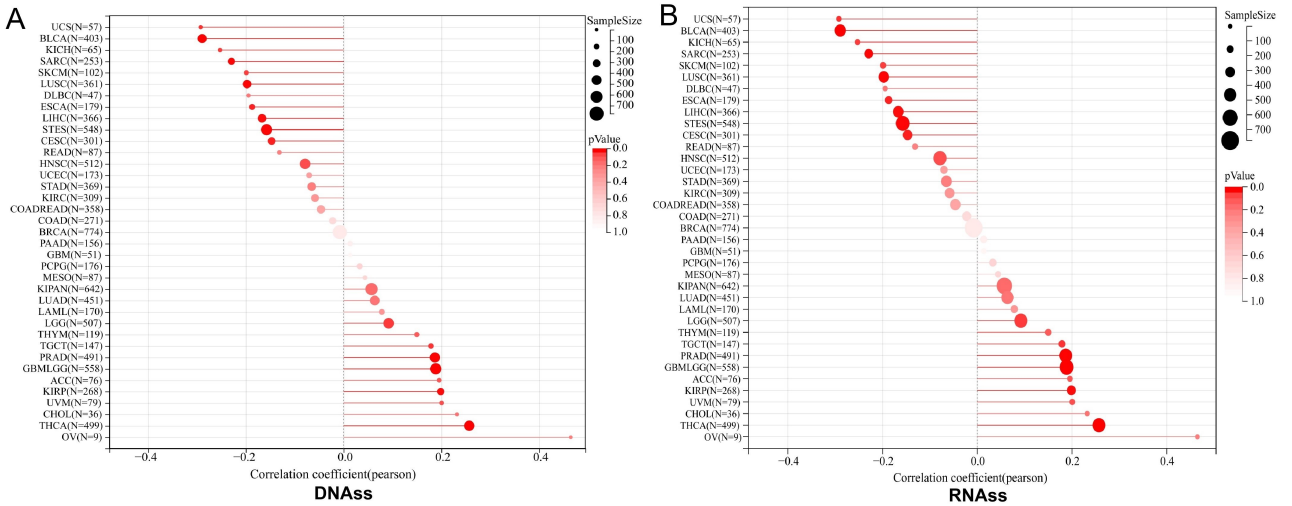 A
UCS(N=57)
BLCA(N=403)
KICH(N=65)
SARC(N=253)
SKCM(N=102)
LUSC(N=361)
DLBC(N=47)
ESCA(N=179)
LIHC(N=366)
STES(N=548)
CESC(N=301)
READ(N=87)
HNSC(N=512)
UCEC(N=173)
STAD(N=369)
KIRC(N=309)
COADREAD(N=358)
COAD(N=271)
BRCA(N=774)
PAAD(N=156)
GBM(N=51)
PCPG(N=176)
MESO(N=87)
KIPAN(N=642)
LUAD(N=451)
LAML(N=170)
LGG(N=507)
THYM(N=119)
TGCT(N=147)
PRAD(N=491)
GBMLGG(N=558)
ACC(N=76)
KIRP(N=268)
UVM(N=79)
CHOL(N=36)
THCA(N=499)
OV(N=9)
−0.4 −0.2 0.0 0.2 0.4
Correlation coefficient(pearson)
DNAss
SampleSize
100
200
300
400
500
600
700
pValue
0.0
0.2
0.4
0.6
0.8
1.0
B
UCS(N=57)
BLCA(N=403)
KICH(N=65)
SARC(N=253)
SKCM(N=102)
LUSC(N=361)
DLBC(N=47)
ESCA(N=179)
LIHC(N=366)
STES(N=548)
CESC(N=301)
READ(N=87)
HNSC(N=512)
UCEC(N=173)
STAD(N=369)
KIRC(N=309)
COADREAD(N=358)
COAD(N=271)
BRCA(N=774)
PAAD(N=156)
GBM(N=51)
PCPG(N=176)
MESO(N=87)
KIPAN(N=642)
LUAD(N=451)
LAML(N=170)
LGG(N=507)
THYM(N=119)
TGCT(N=147)
PRAD(N=491)
GBMLGG(N=558)
ACC(N=76)
KIRP(N=268)
UVM(N=79)
CHOL(N=36)
THCA(N=499)
OV(N=9)
−0.4 −0.2 0.0 0.2 0.4
Correlation coefficient(pearson)
RNAss
SampleSize
100
200
300
400
500
600
700
pValue
0.0
0.2
0.4
0.6
0.8
1.0